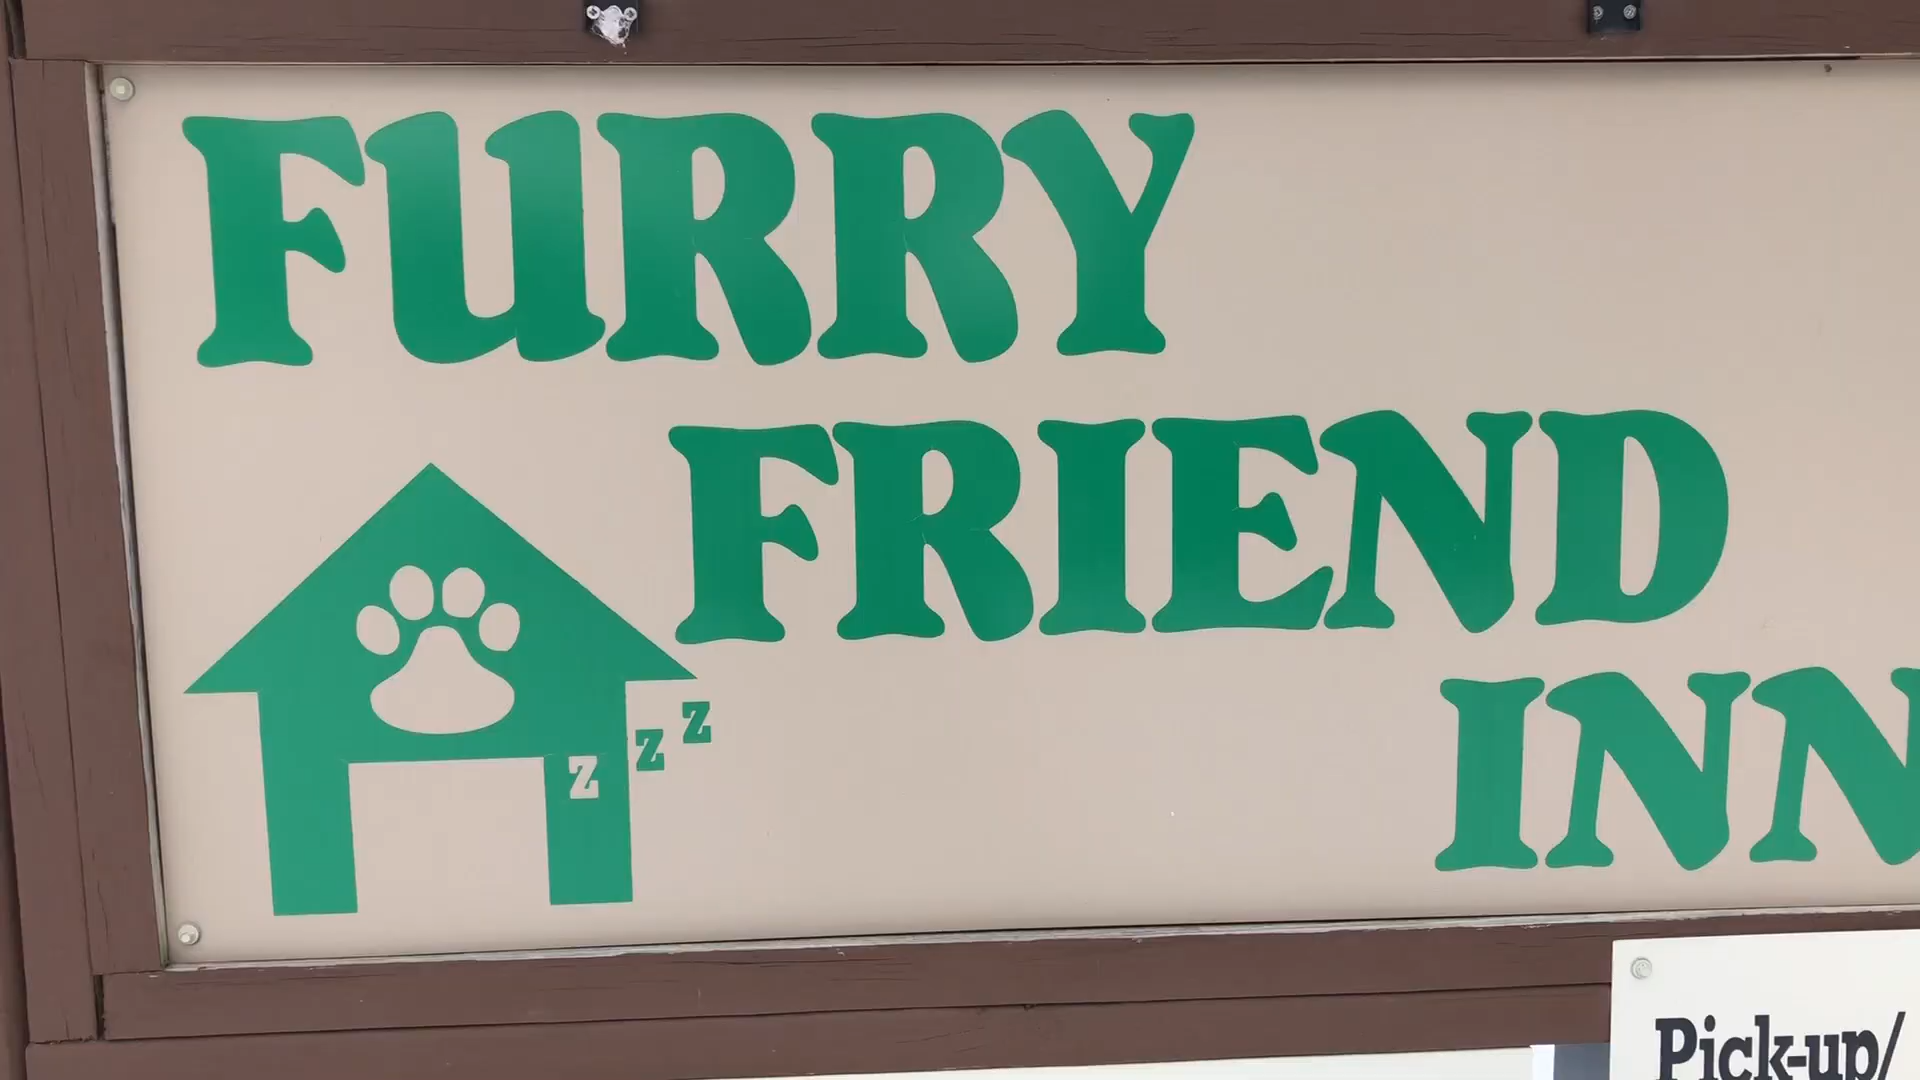 FURRY
FRIEND
INN
z z z
Pick-up/